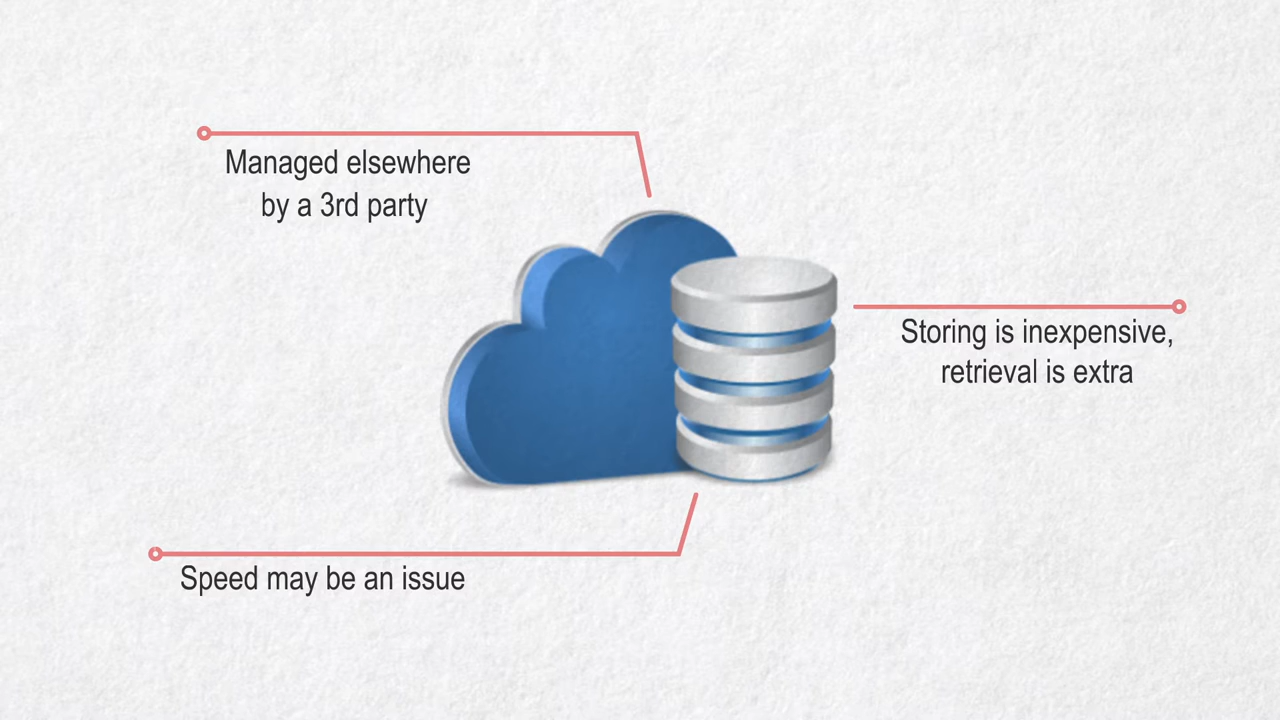 Managed elsewhere
by a 3rd party
Storing is inexpensive,
retrieval is extra
Speed may be an issue